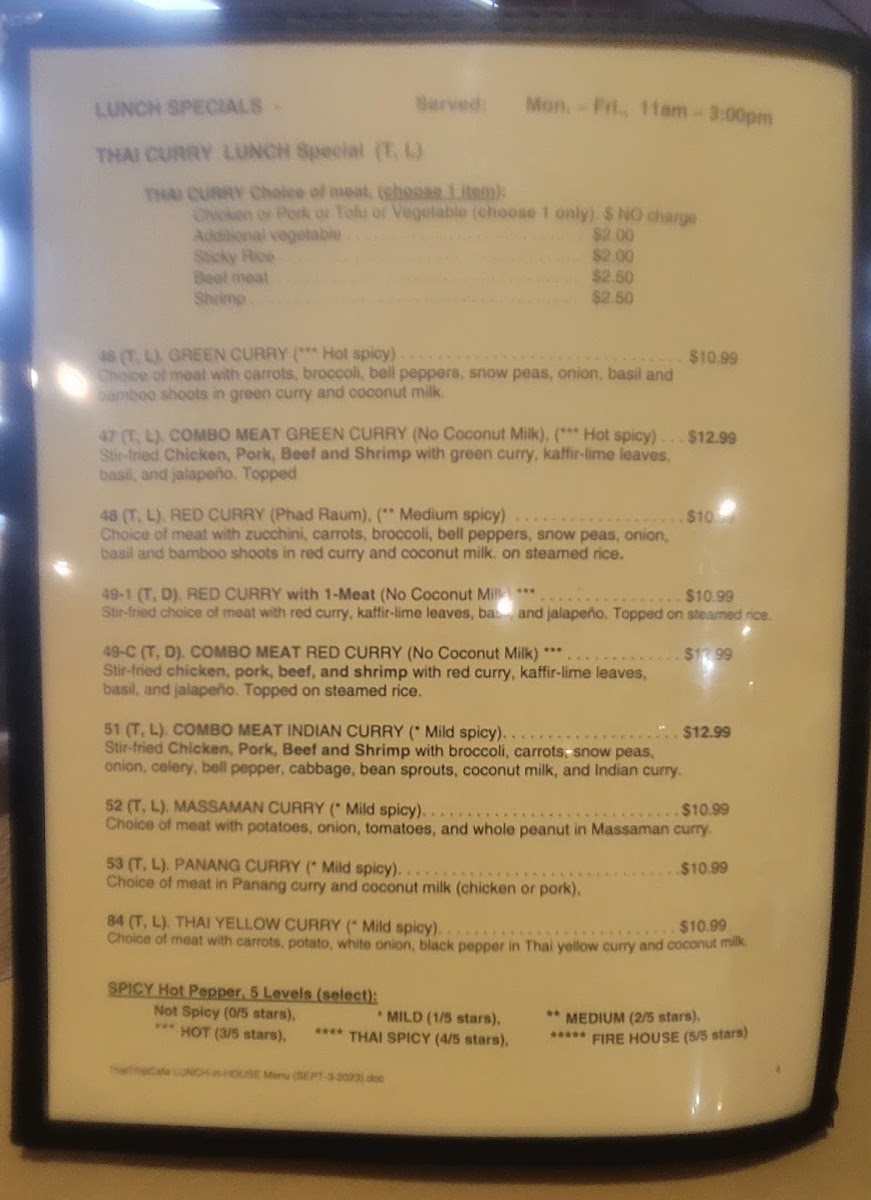 LUNCH SPECIALS - Served: Mon. - Fri., 11am - 3:00pm
THAI CURRY LUNCH Special (T, L)
THAI CURRY Choice of meat, (choose 1 item):
Chicken or Pork or Tofu or Vegetable (choose 1 only). $ NO charge
Additional vegetable . . . . . . . . . . . . . . . . . . . . . . . . $2.00
Sticky Rice . . . . . . . . . . . . . . . . . . . . . . . . . . . . . . . $2.00
Beef meat . . . . . . . . . . . . . . . . . . . . . . . . . . . . . . . . $2.50
Shrimp . . . . . . . . . . . . . . . . . . . . . . . . . . . . . . . . . . $2.50
46 (T, L). GREEN CURRY (*** Hot spicy) . . . . . . . . . . . . . . . . . . . . . . . . . . . . $10.99
Choice of meat with carrots, broccoli, bell peppers, snow peas, onion, basil and
bamboo shoots in green curry and coconut milk.
47 (T, L). COMBO MEAT GREEN CURRY (No Coconut Milk), (*** Hot spicy) . . . $12.99
Stir-fried Chicken, Pork, Beef and Shrimp with green curry, kaffir-lime leaves,
basil, and jalapeño. Topped
48 (T, L). RED CURRY (Phad Raum), (** Medium spicy) . . . . . . . . . . . . . . . . . $10.
Choice of meat with zucchini, carrots, broccoli, bell peppers, snow peas, onion,
basil and bamboo shoots in red curry and coconut milk. on steamed rice.
49-1 (T, D). RED CURRY with 1-Meat (No Coconut Milk) *** . . . . . . . . . . . . . . $10.99
Stir-fried choice of meat with red curry, kaffir-lime leaves, basil, and jalapeño. Topped on steamed rice.
49-C (T, D). COMBO MEAT RED CURRY (No Coconut Milk) *** . . . . . . . . . . . . $1 .99
Stir-fried chicken, pork, beef, and shrimp with red curry, kaffir-lime leaves,
basil, and jalapeño. Topped on steamed rice.
51 (T, L). COMBO MEAT INDIAN CURRY (* Mild spicy). . . . . . . . . . . . . . . . . . . $12.99
Stir-fried Chicken, Pork, Beef and Shrimp with broccoli, carrots, snow peas,
onion, celery, bell pepper, cabbage, bean sprouts, coconut milk, and Indian curry.
52 (T, L). MASSAMAN CURRY (* Mild spicy). . . . . . . . . . . . . . . . . . . . . . . . . . . $10.99
Choice of meat with potatoes, onion, tomatoes, and whole peanut in Massaman curry.
53 (T, L). PANANG CURRY (* Mild spicy). . . . . . . . . . . . . . . . . . . . . . . . . . . . . .$10.99
Choice of meat in Panang curry and coconut milk (chicken or pork).
84 (T, L). THAI YELLOW CURRY (* Mild spicy). . . . . . . . . . . . . . . . . . . . . . . . . $10.99
Choice of meat with carrots, potato, white onion, black pepper in Thai yellow curry and coconut milk.
SPICY Hot Pepper, 5 Levels (select):
Not Spicy (0/5 stars), * MILD (1/5 stars), ** MEDIUM (2/5 stars),
*** HOT (3/5 stars), **** THAI SPICY (4/5 stars), ***** FIRE HOUSE (5/5 stars)
ThaiThaiCafe LUNCH-in-HOUSE Menu (SEPT-3-2023).doc 4